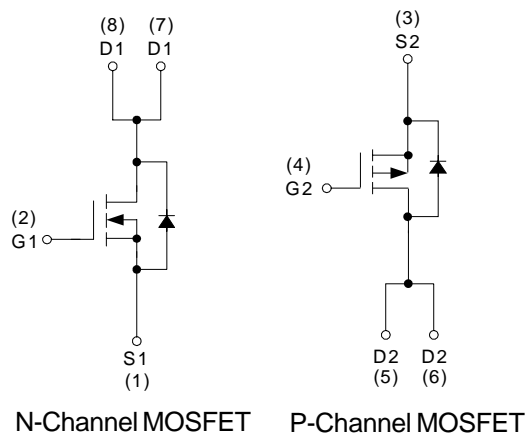 (8) (7)
D1 D1
(2)
G1
S1
(1)
N-Channel MOSFET
(3)
S2
(4)
G2
D2 D2
(5) (6)
P-Channel MOSFET